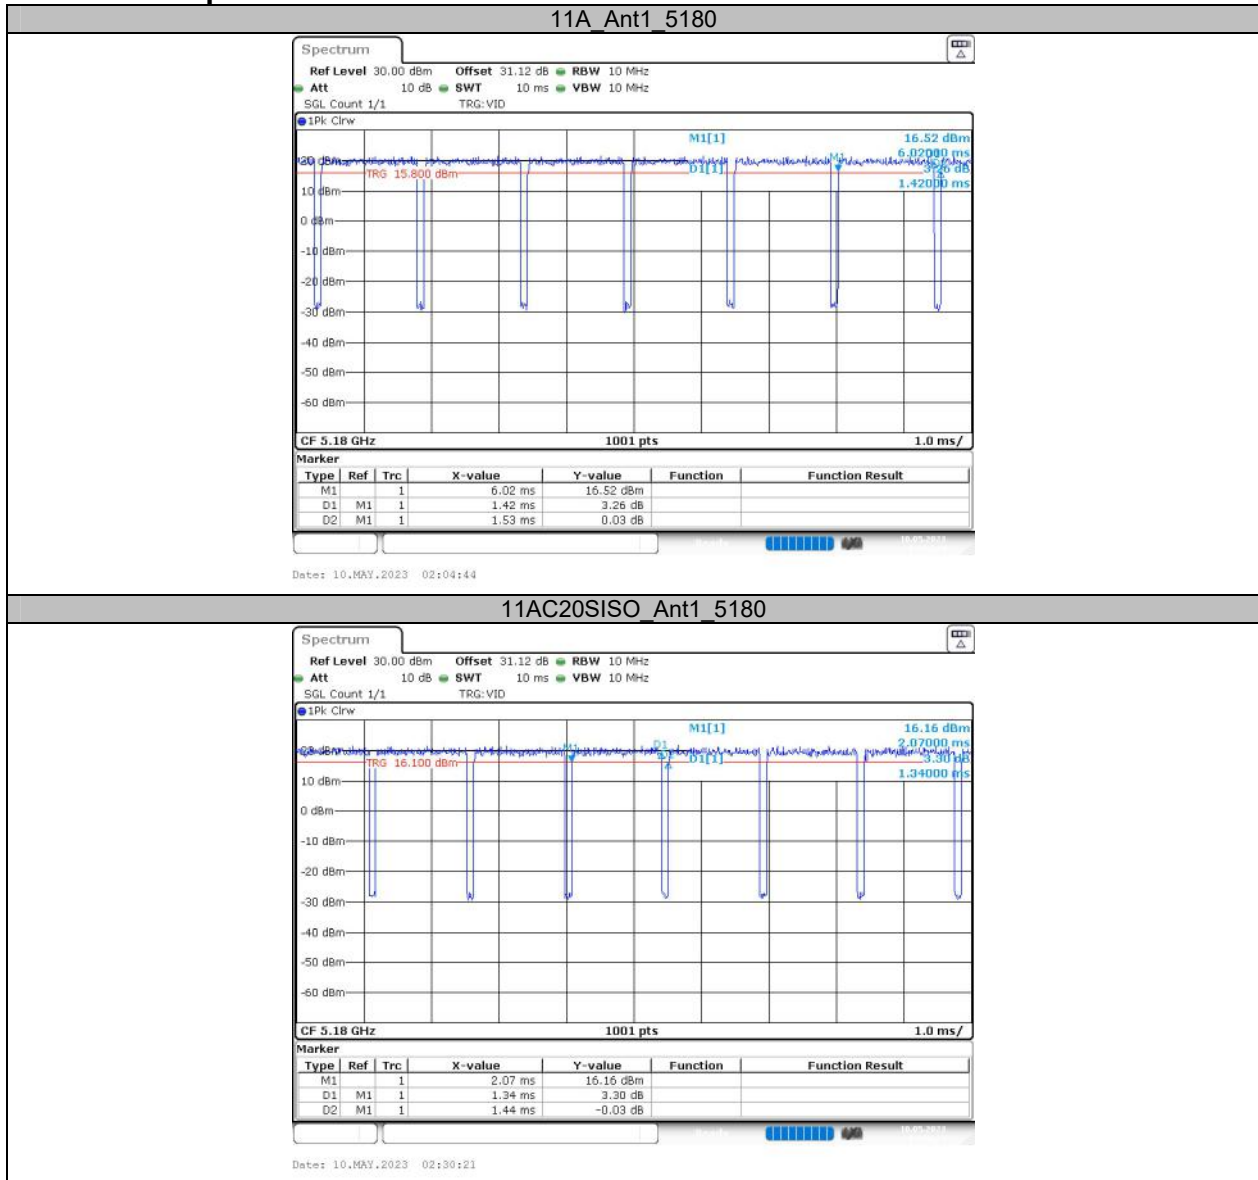 11A_Ant1_5180
Spectrum
Ref Level 30.00 dBm Offset 31.12 dB RBW 10 MHz
Att 10 dB SWT 10 ms VBW 10 MHz
SGL Count 1/1 TRG:VID
1Pk Clrw
M1[1] 16.52 dBm
6.02000 ms
20 dBm
M1
D1[1] 3.26 dB
TRG 15.800 dBm
1.42000 ms
10 dBm
0 dBm
-10 dBm
-20 dBm
-30 dBm
-40 dBm
-50 dBm
-60 dBm
CF 5.18 GHz 1001 pts 1.0 ms/
Marker
Type Ref Trc X-value Y-value Function Function Result
M1 1 6.02 ms 16.52 dBm
D1 M1 1 1.42 ms 3.26 dB
D2 M1 1 1.53 ms 0.03 dB
Date: 10.MAY.2023 02:04:44
11AC20SISO_Ant1_5180
Spectrum
Ref Level 30.00 dBm Offset 31.12 dB RBW 10 MHz
Att 10 dB SWT 10 ms VBW 10 MHz
SGL Count 1/1 TRG:VID
1Pk Clrw
M1[1] 16.16 dBm
2.07000 ms
20 dBm
M1 D1
D1[1] 3.30 dB
TRG 16.100 dBm
1.34000 ms
10 dBm
0 dBm
-10 dBm
-20 dBm
-30 dBm
-40 dBm
-50 dBm
-60 dBm
CF 5.18 GHz 1001 pts 1.0 ms/
Marker
Type Ref Trc X-value Y-value Function Function Result
M1 1 2.07 ms 16.16 dBm
D1 M1 1 1.34 ms 3.30 dB
D2 M1 1 1.44 ms -0.03 dB
Date: 10.MAY.2023 02:30:21